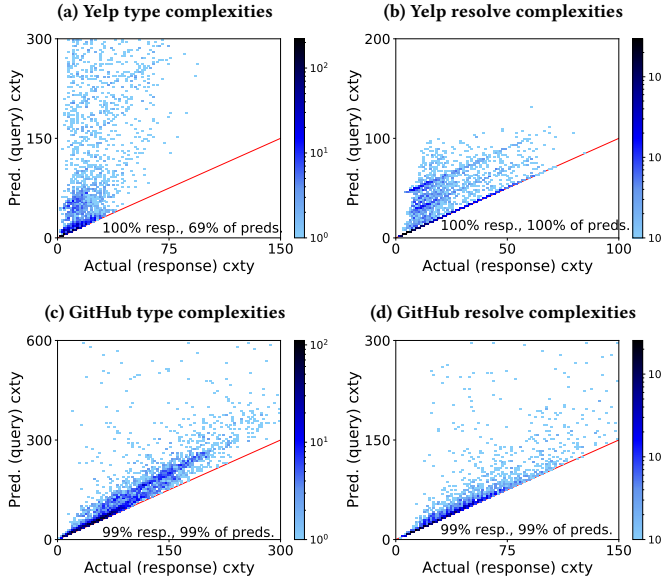 (a) Yelp type complexities
(b) Yelp resolve complexities
300
150
0
Pred. (query) cxty
0
75
150
Actual (response) cxty
100% resp., 69% of preds.
10²
10¹
10⁰
200
100
0
Pred. (query) cxty
0
50
100
Actual (response) cxty
100% resp., 100% of preds.
10
10
10
(c) GitHub type complexities
(d) GitHub resolve complexities
600
300
0
Pred. (query) cxty
0
150
300
Actual (response) cxty
99% resp., 99% of preds.
10²
10¹
10⁰
300
150
0
Pred. (query) cxty
0
75
150
Actual (response) cxty
99% resp., 99% of preds.
10
10
10